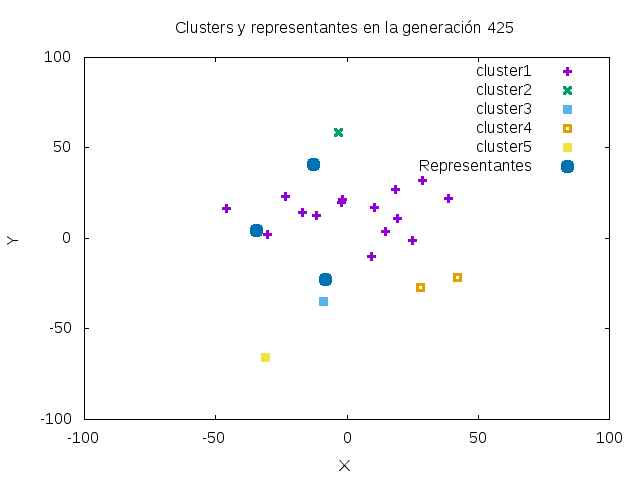 Clusters y representantes en la generación 425
100
50
0
-50
-100
Y
-100 -50 0 50 100
X
cluster1
cluster2
cluster3
cluster4
cluster5
Representantes